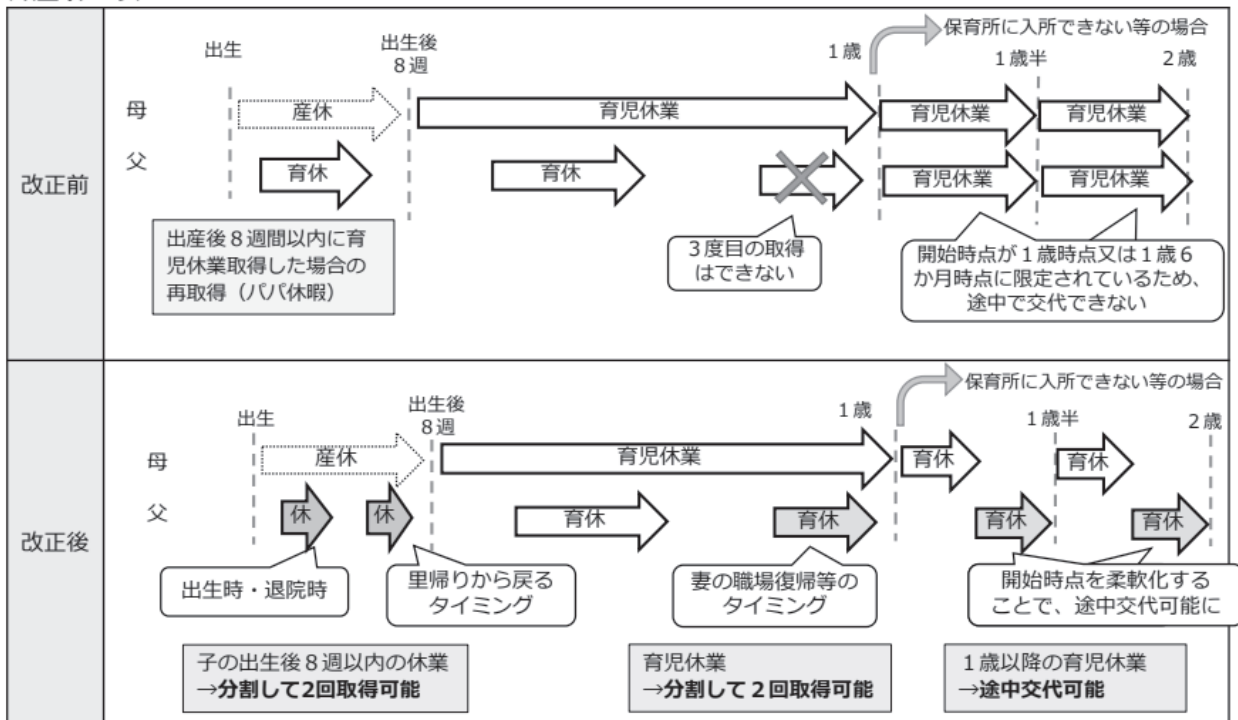 改正前
保育所に入所できない等の場合
出生
出生後
8週
1歳
1歳半
2歳
母
産休
育児休業
育児休業
育児休業
父
育休
育休
育児休業
育児休業
出産後8週間以内に育
児休業取得した場合の
再取得（パパ休暇）
3度目の取得
はできない
開始時点が1歳時点又は1歳6
か月時点に限定されているため、
途中で交代できない
改正後
保育所に入所できない等の場合
出生
出生後
8週
1歳
1歳半
2歳
母
産休
育児休業
育休
育休
父
休
休
育休
育休
育休
育休
出生時・退院時
里帰りから戻る
タイミング
妻の職場復帰等の
タイミング
開始時点を柔軟化する
ことで、途中交代可能に
子の出生後8週以内の休業
→分割して2回取得可能
育児休業
→分割して2回取得可能
1歳以降の育児休業
→途中交代可能